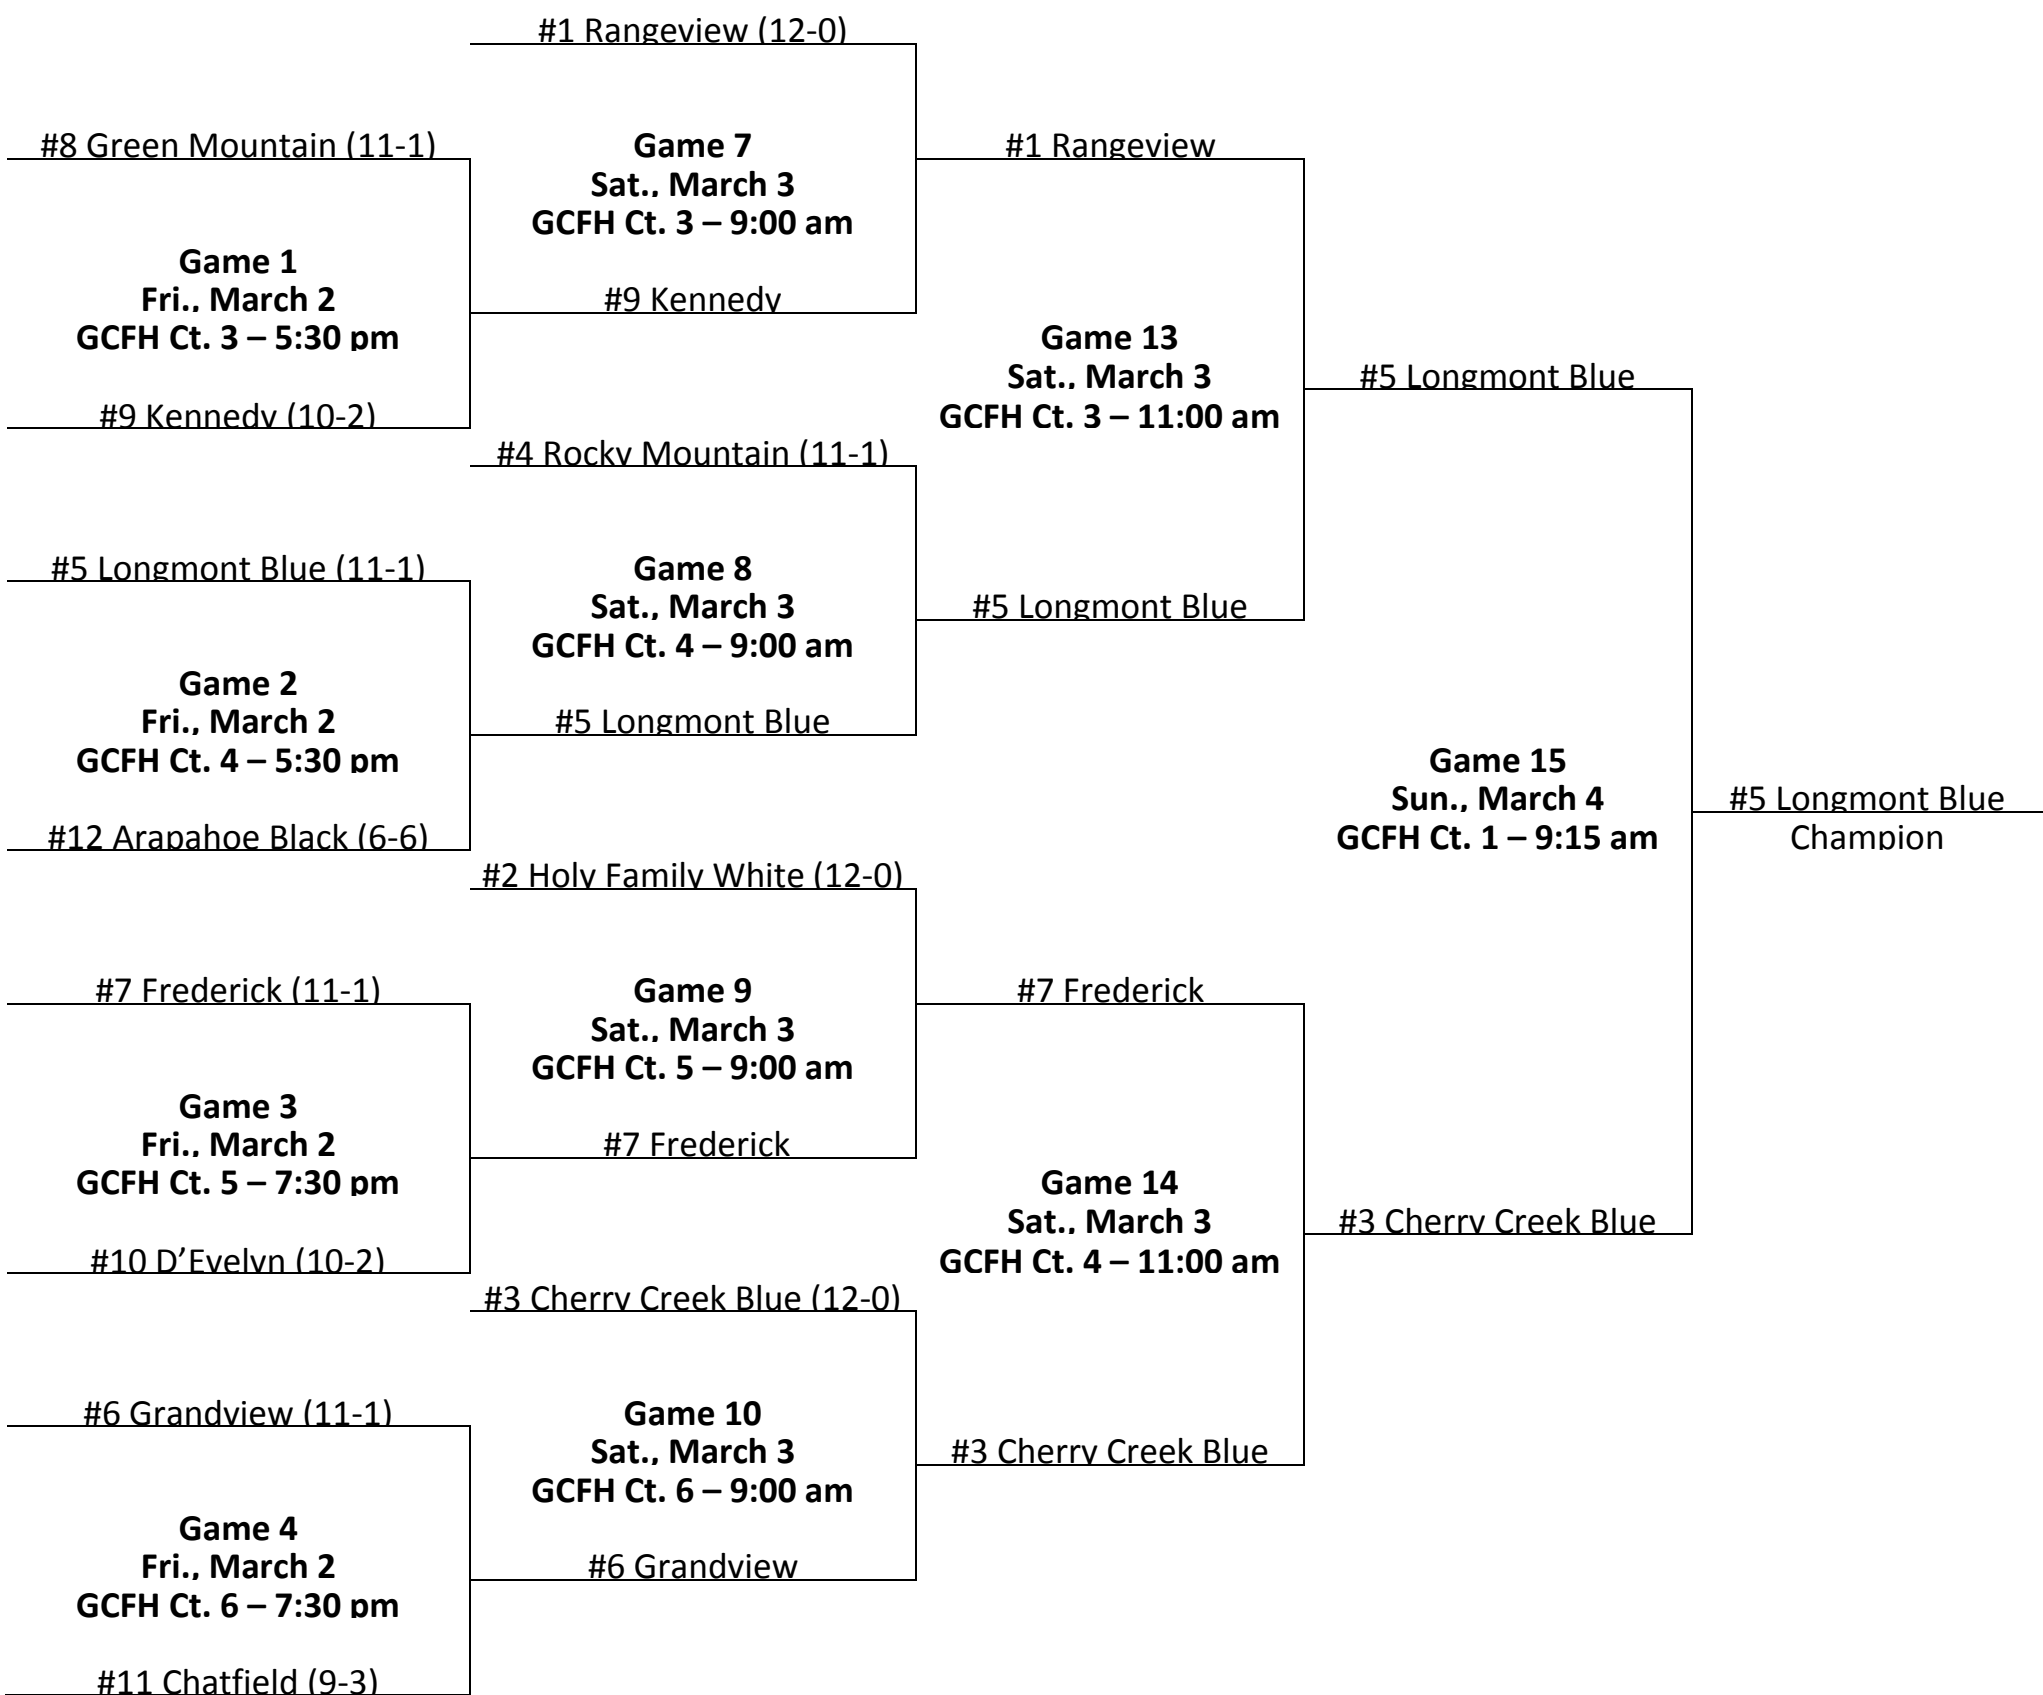 #1 Rangeview (12-0)
#8 Green Mountain (11-1)
Game 7
Sat., March 3
GCFH Ct. 3 – 9:00 am
#1 Rangeview
Game 1
Fri., March 2
GCFH Ct. 3 – 5:30 pm
#9 Kennedy
Game 13
Sat., March 3
GCFH Ct. 3 – 11:00 am
#5 Longmont Blue
#9 Kennedy (10-2)
#4 Rocky Mountain (11-1)
#5 Longmont Blue (11-1)
Game 8
Sat., March 3
GCFH Ct. 4 – 9:00 am
#5 Longmont Blue
Game 2
Fri., March 2
GCFH Ct. 4 – 5:30 pm
#5 Longmont Blue
Game 15
Sun., March 4
GCFH Ct. 1 – 9:15 am
#5 Longmont Blue
Champion
#12 Arapahoe Black (6-6)
#2 Holy Family White (12-0)
#7 Frederick (11-1)
Game 9
Sat., March 3
GCFH Ct. 5 – 9:00 am
#7 Frederick
Game 3
Fri., March 2
GCFH Ct. 5 – 7:30 pm
#7 Frederick
Game 14
Sat., March 3
GCFH Ct. 4 – 11:00 am
#3 Cherry Creek Blue
#10 D’Evelyn (10-2)
#3 Cherry Creek Blue (12-0)
#6 Grandview (11-1)
Game 10
Sat., March 3
GCFH Ct. 6 – 9:00 am
#3 Cherry Creek Blue
Game 4
Fri., March 2
GCFH Ct. 6 – 7:30 pm
#6 Grandview
#11 Chatfield (9-3)